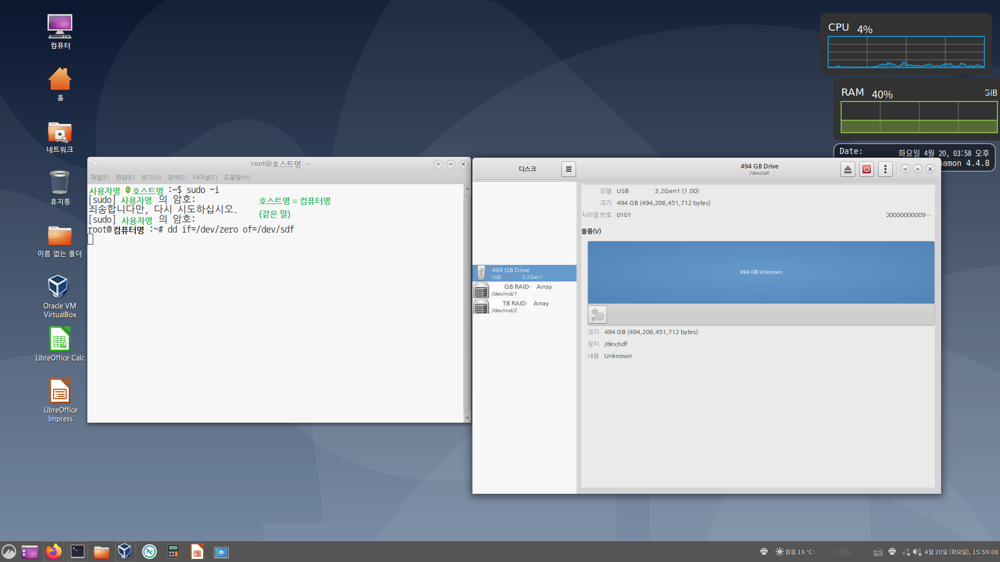 컴퓨터
홈
네트워크
휴지통
이름 없는 폴더
Oracle VM
VirtualBox
LibreOffice Calc
LibreOffice
Impress
CPU 4%
RAM 40% GiB
Date: 화요일 4월 20, 03:58 오후
amon 4.4.8
root@호스트명: ~
파일(F) 편집(E) 보기(V) 검색(S) 터미널(T) 도움말(H)
사용자명 @ 호스트명 :~$ sudo -i
[sudo] 사용자명 의 암호:
죄송합니다만, 다시 시도하십시오.
[sudo] 사용자명 의 암호:
root@컴퓨터명 :~# dd if=/dev/zero of=/dev/sdf
호스트명 = 컴퓨터명
(같은 말)
디스크
494 GB Drive
/dev/sdf
494 GB Drive
USB 3.2Gen1
GB RAID- Array
/dev/md/1
TB RAID- Array
/dev/md/2
모델 USB 3.2Gen1 (1.00)
크기 494 GB (494,206,451,712 bytes)
시리얼 번호 0101 00000000009…
볼륨(V)
494 GB Unknown
크기 494 GB (494,206,451,712 bytes)
장치 /dev/sdf
내용 Unknown
맑음 19 °C
4월 20일 (화요일), 15:59:08